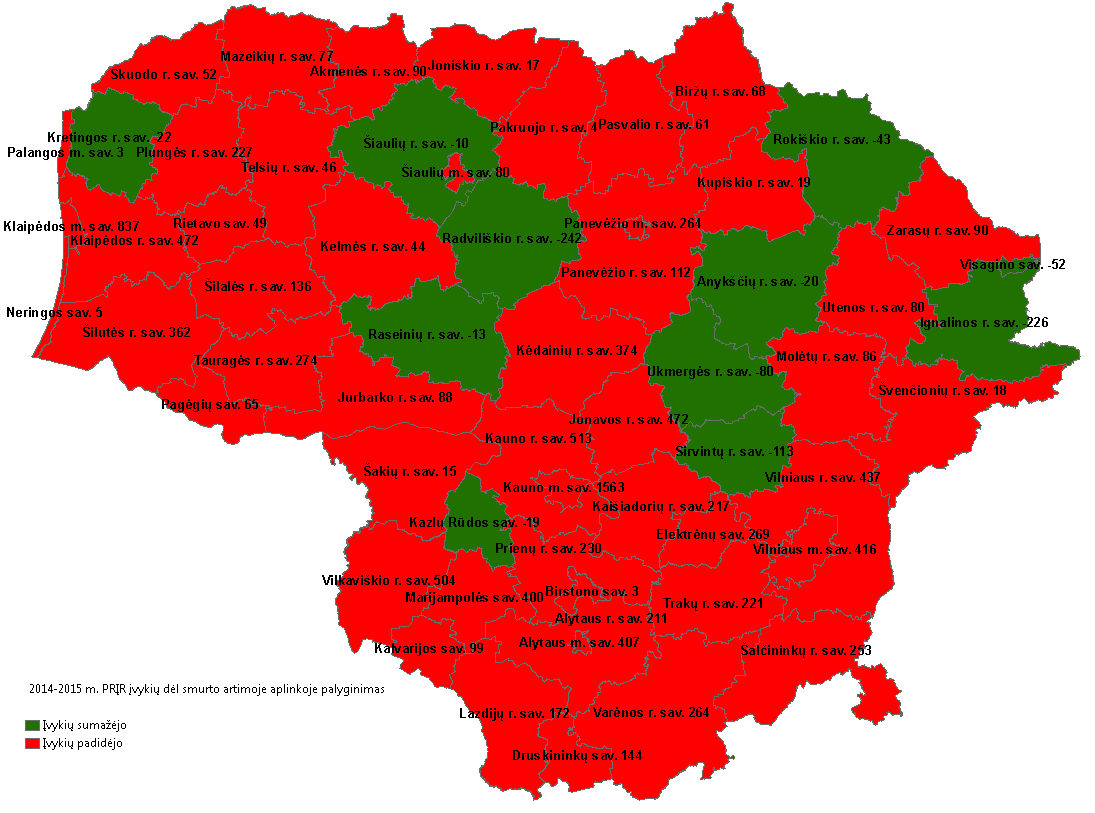 Mažeikių r. sav. 77
Skuodo r. sav. 52
Akmenės r. sav. 90
Joniškio r. sav. 17
Biržų r. sav. 68
Pakruojo r. sav. 4
Pasvalio r. sav. 61
Kretingos r. sav. -22
Palangos m. sav. 3
Plungės r. sav. 227
Telšių r. sav. 46
Šiaulių r. sav. -10
Šiaulių m. sav. 80
Rokiškio r. sav. -43
Kupiškio r. sav. 19
Klaipėdos m. sav. 837
Klaipėdos r. sav. 472
Rietavo sav. 49
Kelmės r. sav. 44
Radviliškio r. sav. -242
Panevėžio m. sav. 264
Panevėžio r. sav. 112
Zarasų r. sav. 90
Visagino sav. -52
Anykščių r. sav. -20
Šilalės r. sav. 136
Utenos r. sav. 80
Ignalinos r. sav. -226
Neringos sav. 5
Šilutės r. sav. 362
Raseinių r. sav. -13
Kėdainių r. sav. 374
Tauragės r. sav. 274
Molėtų r. sav. 86
Ukmergės r. sav. -80
Švenčionių r. sav. 18
Pagėgių sav. 65
Jurbarko r. sav. 88
Jonavos r. sav. 472
Kauno r. sav. 513
Širvintų r. sav. -113
Šakių r. sav. 15
Vilniaus r. sav. 437
Kauno m. sav. 1563
Kaišiadorių r. sav. 217
Kazlų Rūdos sav. -19
Elektrėnų sav. 269
Prienų r. sav. 230
Vilniaus m. sav. 416
Vilkaviškio r. sav. 504
Marijampolės sav. 400
Birštono sav. 3
Trakų r. sav. 221
Alytaus r. sav. 211
Alytaus m. sav. 407
Kalvarijos sav. 99
Šalčininkų r. sav. 253
2014-2015 m. PRĮR įvykių dėl smurto artimoje aplinkoje palyginimas
Lazdijų r. sav. 172
Varėnos r. sav. 264
Įvykių sumažėjo
Įvykių padidėjo
Druskininkų sav. 144